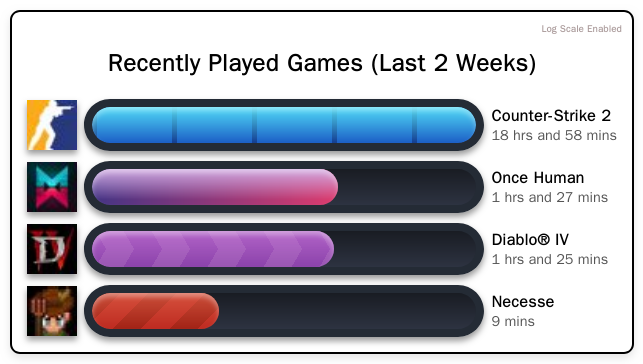 Log Scale Enabled
Recently Played Games (Last 2 Weeks)
Counter-Strike 2
18 hrs and 58 mins
Once Human
1 hrs and 27 mins
Diablo® IV
1 hrs and 25 mins
Necesse
9 mins